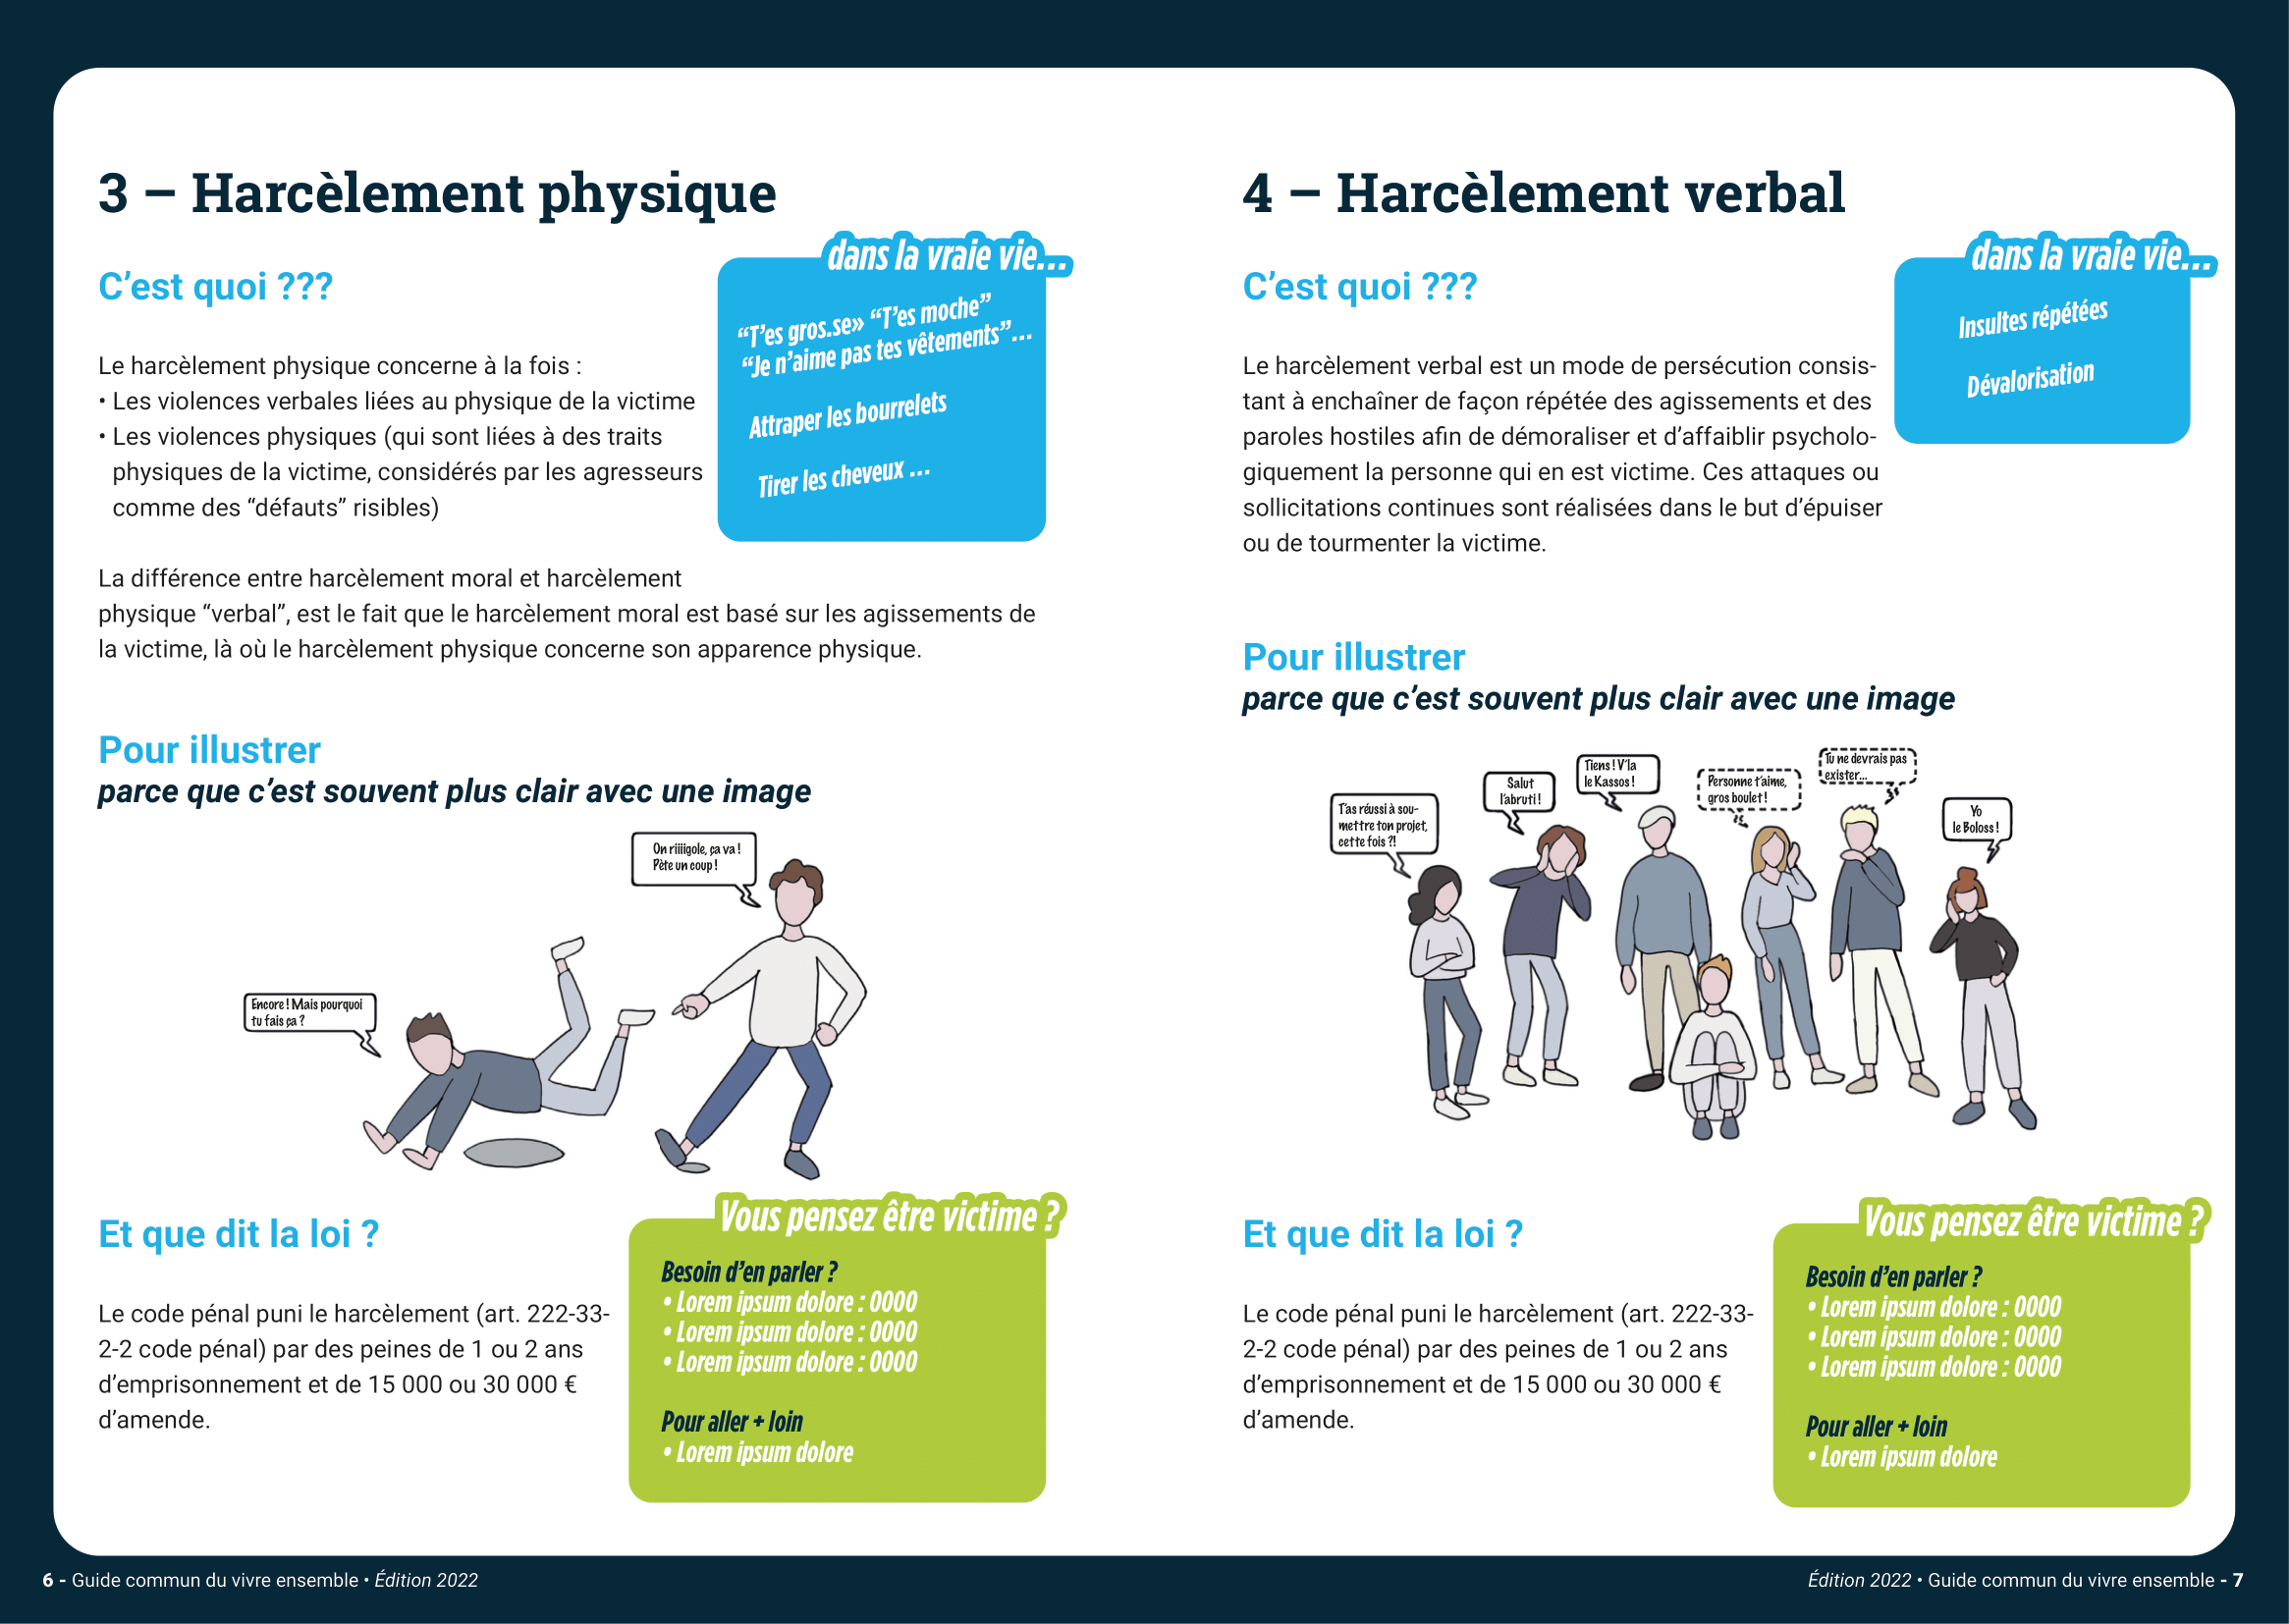 3 – Harcèlement physique
C’est quoi ???
dans la vraie vie...
“T’es gros.se» “T’es moche”
“Je n’aime pas tes vêtements”...
Attraper les bourrelets
Tirer les cheveux ...
Le harcèlement physique concerne à la fois :
• Les violences verbales liées au physique de la victime
• Les violences physiques (qui sont liées à des traits
physiques de la victime, considérés par les agresseurs
comme des “défauts” risibles)
La différence entre harcèlement moral et harcèlement
physique “verbal”, est le fait que le harcèlement moral est basé sur les agissements de
la victime, là où le harcèlement physique concerne son apparence physique.
Pour illustrer
parce que c’est souvent plus clair avec une image
On riiiigole, ça va !
Pète un coup !
Encore ! Mais pourquoi
tu fais ça ?
Et que dit la loi ?
Le code pénal puni le harcèlement (art. 222-33-
2-2 code pénal) par des peines de 1 ou 2 ans
d’emprisonnement et de 15 000 ou 30 000 €
d’amende.
Vous pensez être victime ?
Besoin d’en parler ?
• Lorem ipsum dolore : 0000
• Lorem ipsum dolore : 0000
• Lorem ipsum dolore : 0000
Pour aller + loin
• Lorem ipsum dolore
6 - Guide commun du vivre ensemble • Édition 2022
4 – Harcèlement verbal
C’est quoi ???
dans la vraie vie...
Insultes répétées
Dévalorisation
Le harcèlement verbal est un mode de persécution consis-
tant à enchaîner de façon répétée des agissements et des
paroles hostiles afin de démoraliser et d’affaiblir psycholo-
giquement la personne qui en est victime. Ces attaques ou
sollicitations continues sont réalisées dans le but d’épuiser
ou de tourmenter la victime.
Pour illustrer
parce que c’est souvent plus clair avec une image
T’as réussi à sou-
mettre ton projet,
cette fois ?!
Salut
l’abruti !
Tiens ! V’la
le Kassos !
Personne t’aime,
gros boulet !
Tu ne devrais pas
exister...
Yo
le Boloss !
Et que dit la loi ?
Le code pénal puni le harcèlement (art. 222-33-
2-2 code pénal) par des peines de 1 ou 2 ans
d’emprisonnement et de 15 000 ou 30 000 €
d’amende.
Vous pensez être victime ?
Besoin d’en parler ?
• Lorem ipsum dolore : 0000
• Lorem ipsum dolore : 0000
• Lorem ipsum dolore : 0000
Pour aller + loin
• Lorem ipsum dolore
Édition 2022 • Guide commun du vivre ensemble - 7